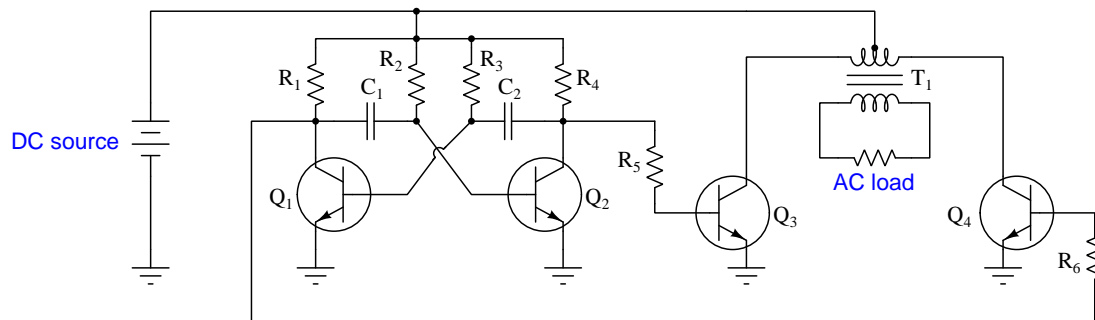 R1
R2
R3
R4
C1
C2
T1
DC source
R5
AC load
Q1
Q2
Q3
Q4
R6